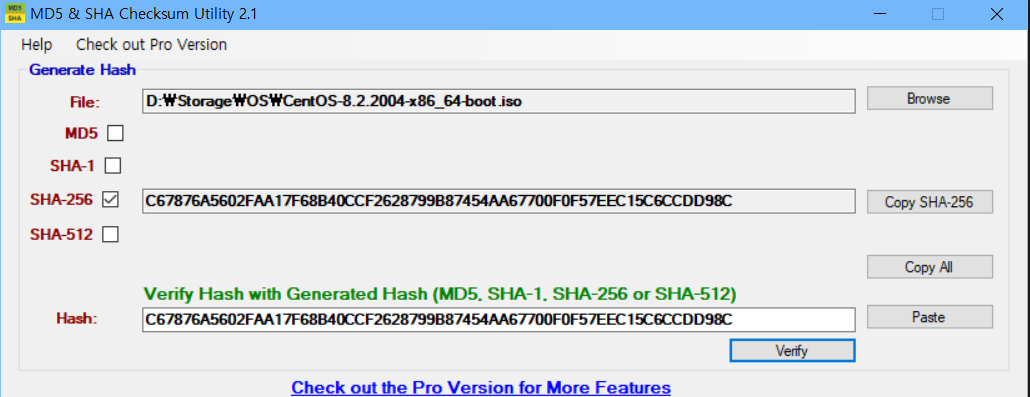 MD5
SHA
MD5 & SHA Checksum Utility 2.1
Help Check out Pro Version
Generate Hash
File: D:₩Storage₩OS₩CentOS-8.2.2004-x86_64-boot.iso Browse
MD5
SHA-1
SHA-256 C67876A5602FAA17F68B40CCF2628799B87454AA67700F0F57EEC15C6CCDD98C Copy SHA-256
SHA-512
Copy All
Verify Hash with Generated Hash (MD5, SHA-1, SHA-256 or SHA-512)
Hash: C67876A5602FAA17F68B40CCF2628799B87454AA67700F0F57EEC15C6CCDD98C Paste
Verify
Check out the Pro Version for More Features